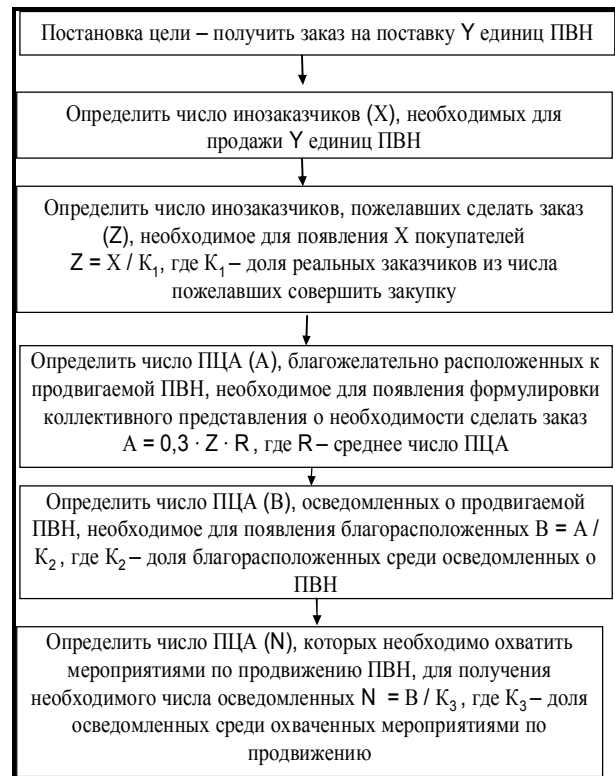 Постановка цели – получить заказ на поставку Y единиц ПВН
Определить число инозаказчиков (X), необходимых для
продажи Y единиц ПВН
Определить число инозаказчиков, пожелавших сделать заказ
(Z), необходимое для появления X покупателей
Z = X / K₁, где K₁ – доля реальных заказчиков из числа
пожелавших совершить закупку
Определить число ПЦА (А), благожелательно расположенных к
продвигаемой ПВН, необходимое для появления формулировки
коллективного представления о необходимости сделать заказ
А = 0,3 · Z · R , где R – среднее число ПЦА
Определить число ПЦА (В), осведомленных о продвигаемой
ПВН, необходимое для появления благорасположенных В = А /
K₂ , где K₂ – доля благорасположенных среди осведомленных о
ПВН
Определить число ПЦА (N), которых необходимо охватить
мероприятиями по продвижению ПВН, для получения
необходимого числа осведомленных N = В / K₃ , где K₃ – доля
осведомленных среди охваченных мероприятиями по
продвижению